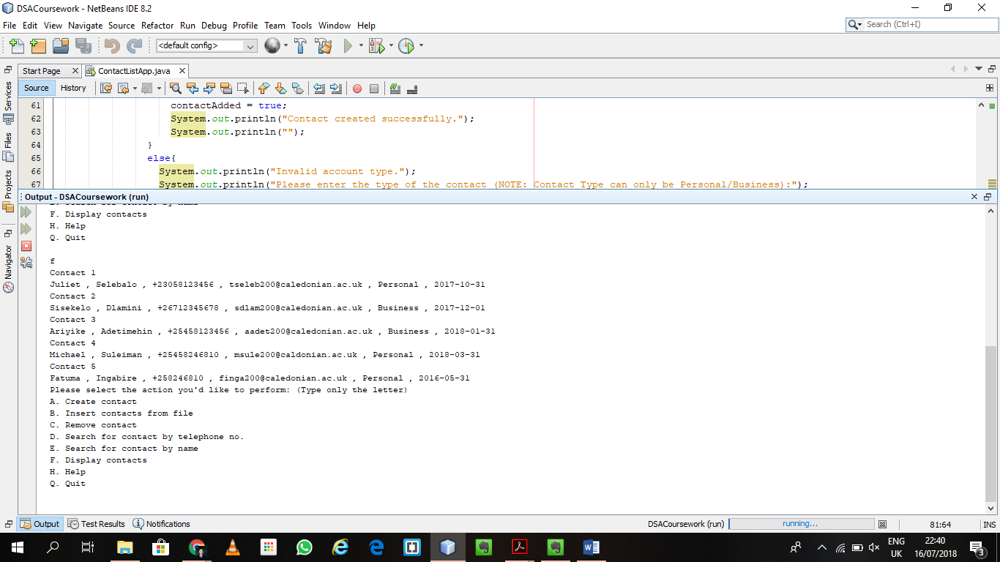 DSACoursework - NetBeans IDE 8.2
File Edit View Navigate Source Refactor Run Debug Profile Team Tools Window Help
Search (Ctrl+I)
<default config>
Start Page
ContactListApp.java
Source History
Services
Files
Projects
Navigator
61 contactAdded = true;
62 System.out.println("Contact created successfully.");
63 System.out.println("");
64 }
65 else{
66 System.out.println("Invalid account type.");
67 System.out.println("Please enter the type of the contact (NOTE: Contact Type can only be Personal/Business):");
Output - DSACoursework (run)
F. Display contacts
H. Help
Q. Quit
f
Contact 1
Juliet , Selebalo , +23058123456 , tseleb200@caledonian.ac.uk , Personal , 2017-10-31
Contact 2
Sisekelo , Dlamini , +26712345678 , sdlam200@caledonian.ac.uk , Business , 2017-12-01
Contact 3
Ariyike , Adetimehin , +25458123456 , aadet200@caledonian.ac.uk , Business , 2018-01-31
Contact 4
Michael , Suleiman , +25458246810 , msule200@caldonian.ac.uk , Personal , 2018-03-31
Contact 5
Fatuma , Ingabire , +258246810 , finga200@caledonian.ac.uk , Personal , 2016-05-31
Please select the action you'd like to perform: (Type only the letter)
A. Create contact
B. Insert contacts from file
C. Remove contact
D. Search for contact by telephone no.
E. Search for contact by name
F. Display contacts
H. Help
Q. Quit
Output
Test Results
Notifications
DSACoursework (run)
running...
81:64
INS
ENG
UK
22:40
16/07/2018
3